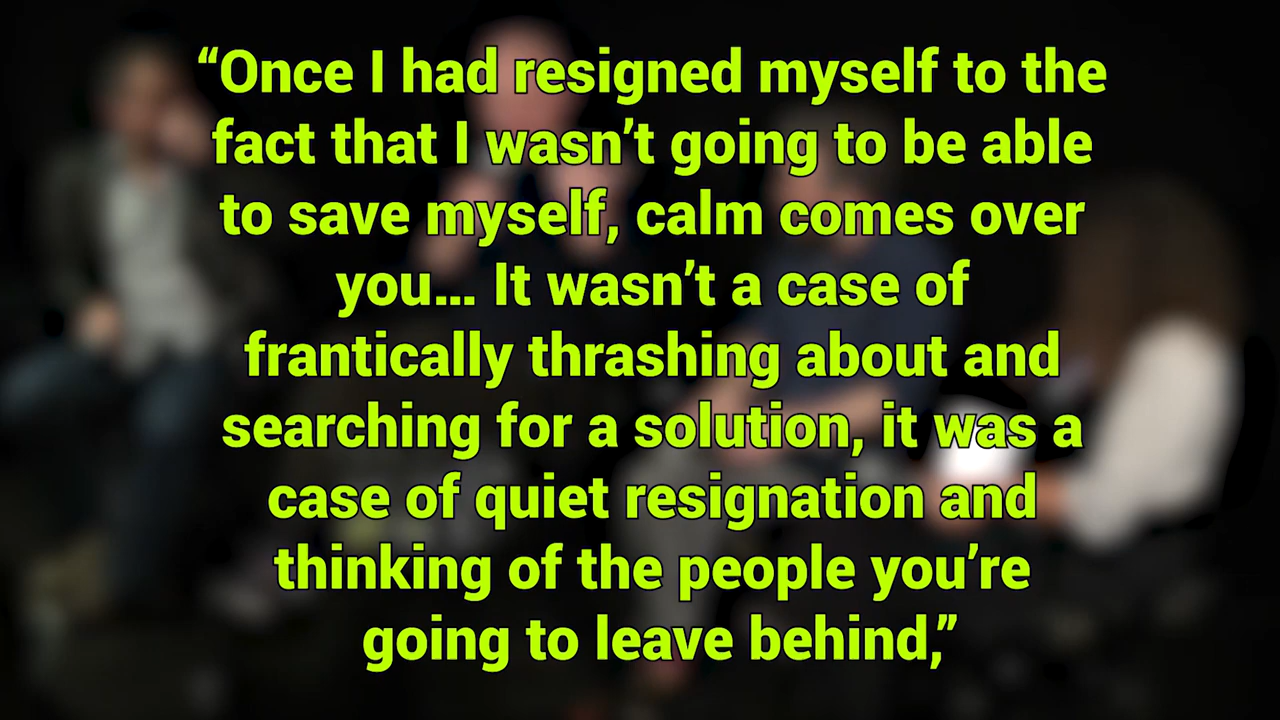 “Once I had resigned myself to the
fact that I wasn’t going to be able
to save myself, calm comes over
you... It wasn’t a case of
frantically thrashing about and
searching for a solution, it was a
case of quiet resignation and
thinking of the people you’re
going to leave behind,”